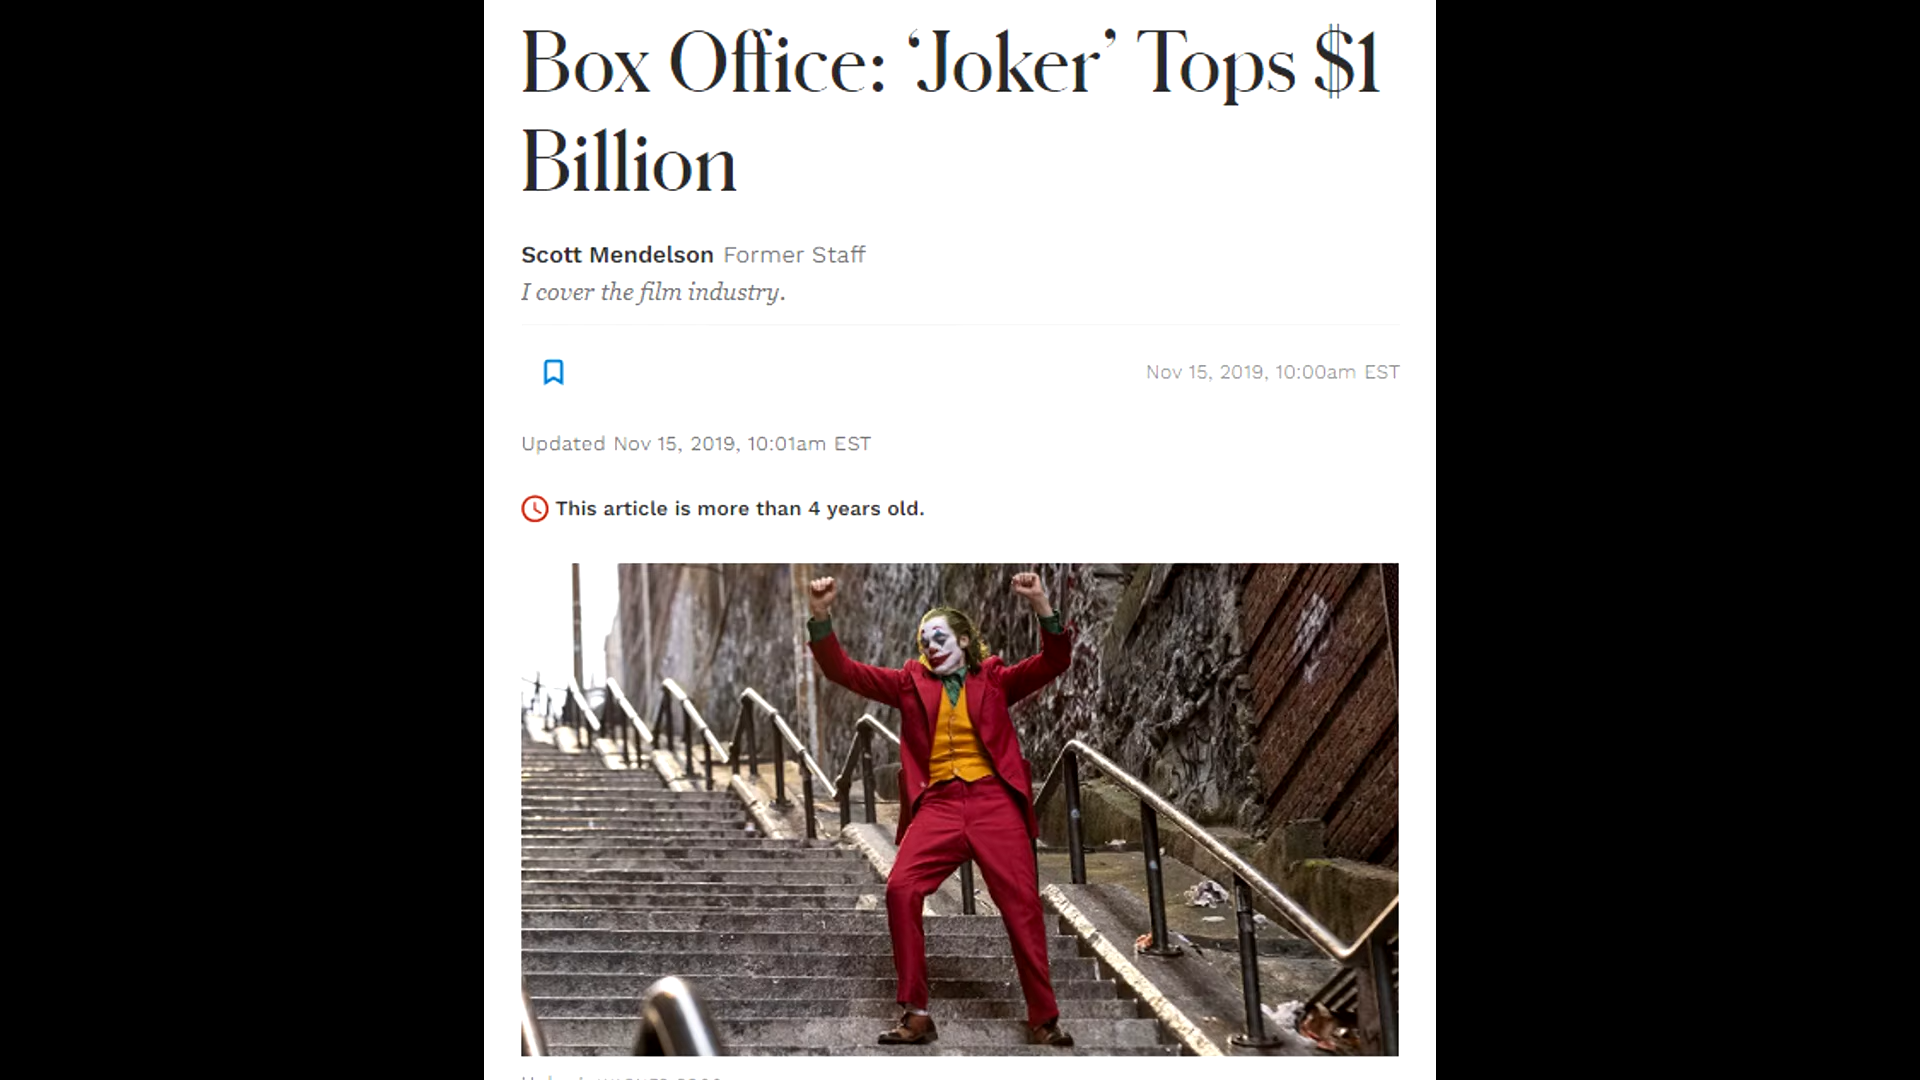 Box Office: ‘Joker’ Tops $1
Billion
Scott Mendelson Former Staff
I cover the film industry.
Nov 15, 2019, 10:00am EST
Updated Nov 15, 2019, 10:01am EST
This article is more than 4 years old.